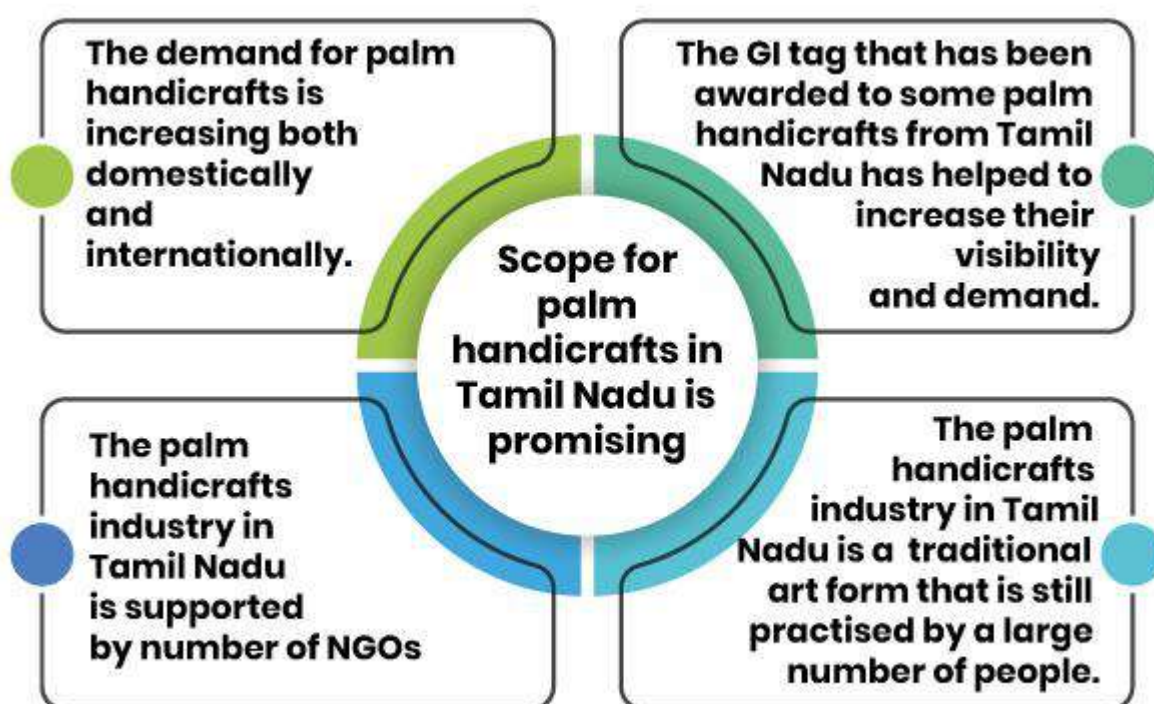 The demand for palm
handicrafts is
increasing both
domestically
and
internationally.
The GI tag that has been
awarded to some palm
handicrafts from Tamil
Nadu has helped to
increase their
visibility
and demand.
Scope for
palm
handicrafts in
Tamil Nadu is
promising
The palm
handicrafts
industry in
Tamil Nadu
is supported
by number of NGOs
The palm
handicrafts
industry in Tamil
Nadu is a traditional
art form that is still
practised by a large
number of people.